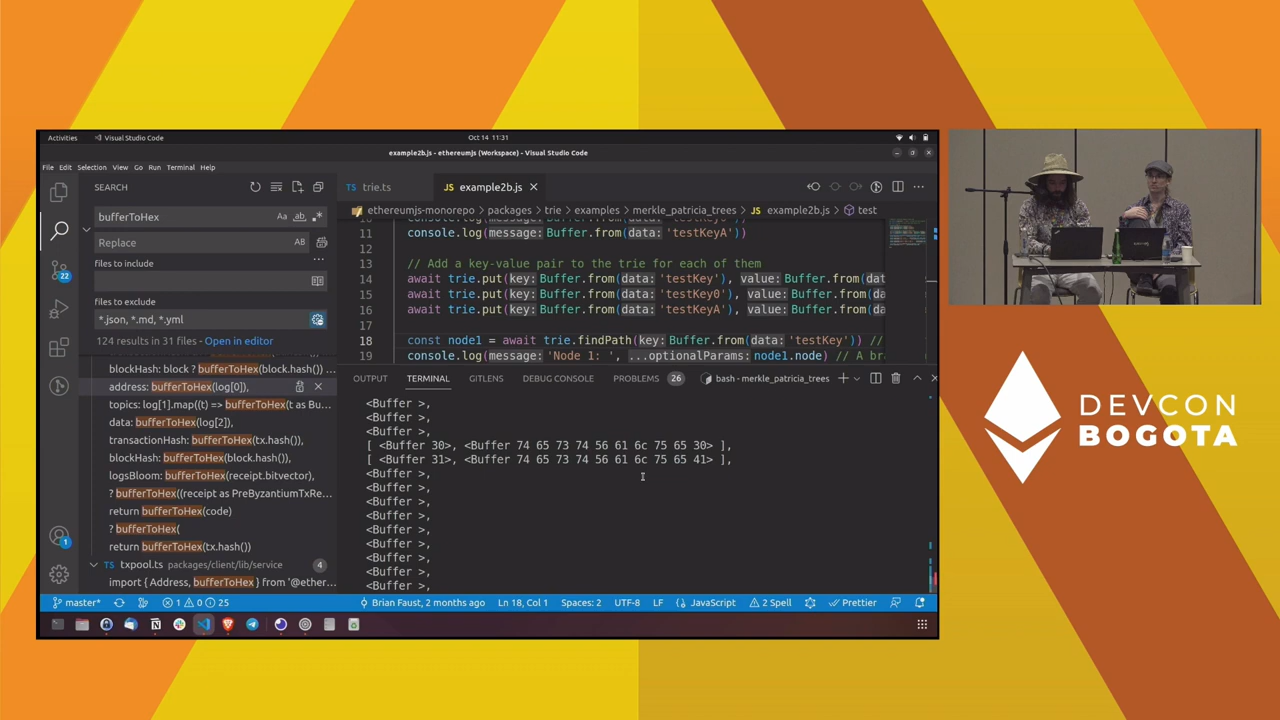 Activities
Visual Studio Code
Oct 14 11:31
example2b.js - ethereumjs (Workspace) - Visual Studio Code
File Edit Selection View Go Run Terminal Help
SEARCH
trie.ts
JS example2b.js
bufferToHex
Aa ab .*
Replace
AB
files to include
files to exclude
*.json, *.md, *.yml
124 results in 31 files - Open in editor
blockHash: block ? bufferToHex(block.hash()) ...
address: bufferToHex(log[0]),
topics: log[1].map((t) => bufferToHex(t as Bu...
data: bufferToHex(log[2]),
transactionHash: bufferToHex(tx.hash()),
blockHash: bufferToHex(block.hash()),
logsBloom: bufferToHex(receipt.bitvector),
? bufferToHex((receipt as PreByzantiumTxRe...
return bufferToHex(code)
? bufferToHex(
return bufferToHex(tx.hash())
txpool.ts packages/client/lib/service 4
import { Address, bufferToHex } from '@ether...
22
1
ethereumjs-monorepo > packages > trie > examples > merkle_patricia_trees > JS example2b.js > test
11 console.log(message:Buffer.from(data:'testKeyA'))
12
13 // Add a key-value pair to the trie for each of them
14 await trie.put(key:Buffer.from(data:'testKey'), value:Buffer.from(dat
15 await trie.put(key:Buffer.from(data:'testKey0'), value:Buffer.from(da
16 await trie.put(key:Buffer.from(data:'testKeyA'), value:Buffer.from(da
17
18 const node1 = await trie.findPath(key:Buffer.from(data:'testKey')) //
19 console.log(message:'Node 1: ', ...optionalParams:node1.node) // A br
OUTPUT TERMINAL GITLENS DEBUG CONSOLE PROBLEMS 26
bash - merkle_patricia_trees
<Buffer >,
<Buffer >,
<Buffer >,
[ <Buffer 30>, <Buffer 74 65 73 74 56 61 6c 75 65 30> ],
[ <Buffer 31>, <Buffer 74 65 73 74 56 61 6c 75 65 41> ],
<Buffer >,
<Buffer >,
<Buffer >,
<Buffer >,
<Buffer >,
<Buffer >,
<Buffer >,
<Buffer >,
<Buffer >,
master*
1 0 25
Brian Faust, 2 months ago
Ln 18, Col 1
Spaces: 2
UTF-8
LF
JavaScript
2 Spell
Prettier
DEVCON
BOGOTA